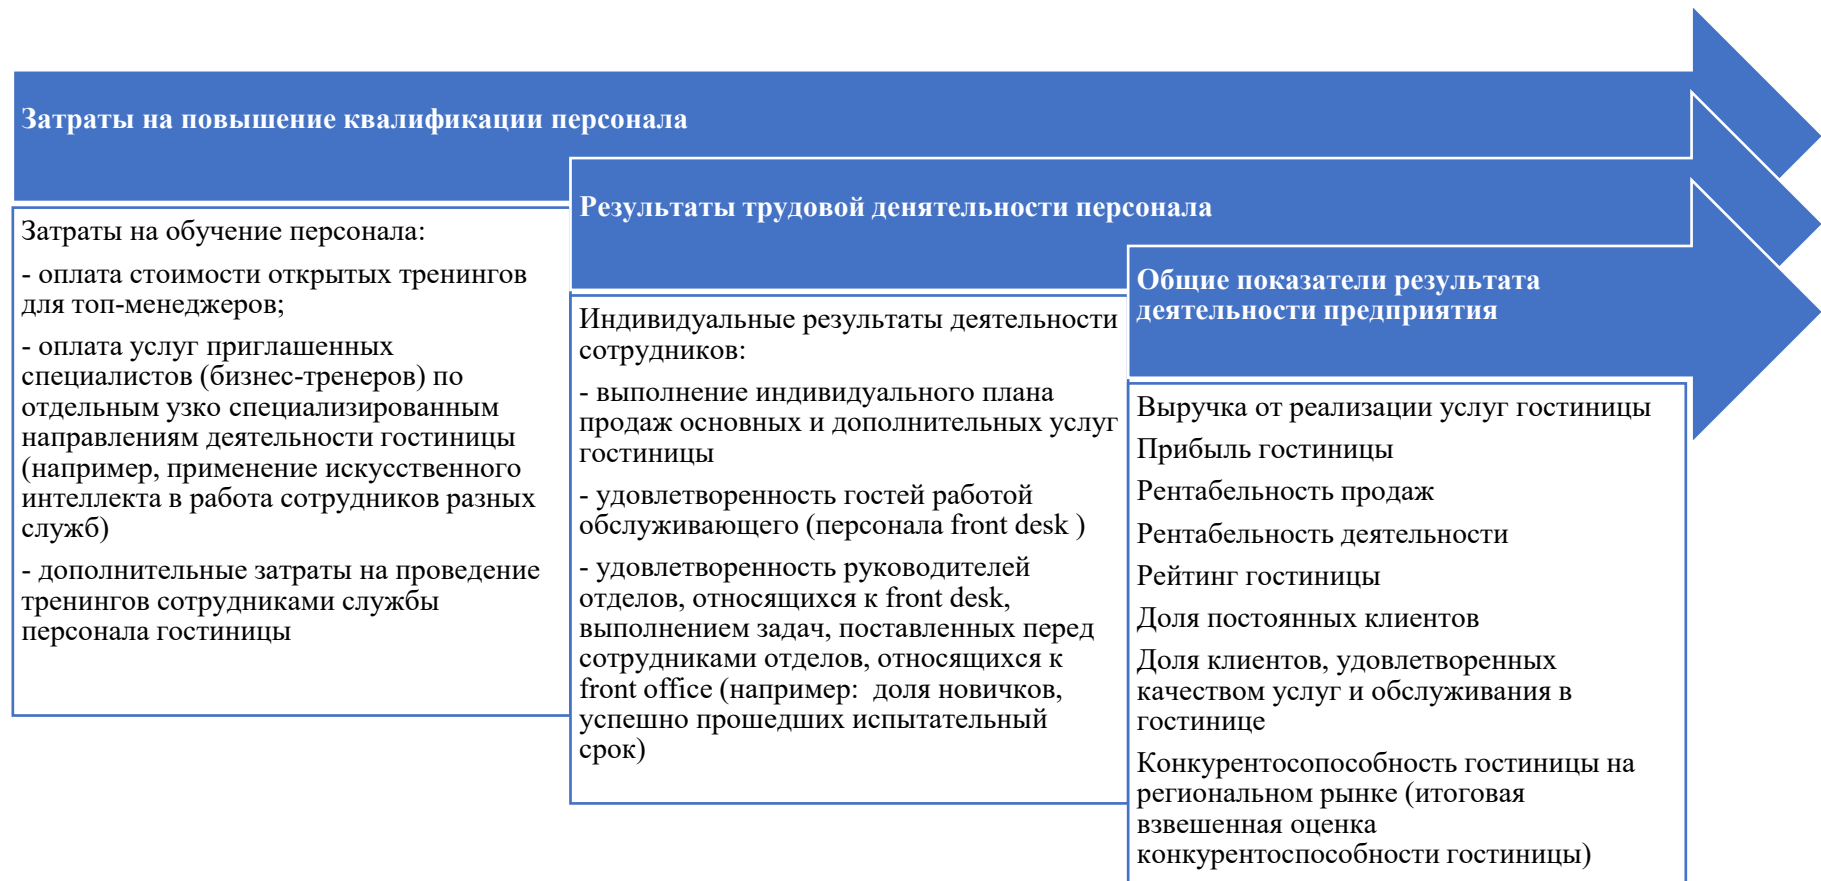 Затраты на повышение квалификации персонала
Затраты на обучение персонала:
- оплата стоимости открытых тренингов
для топ-менеджеров;
- оплата услуг приглашенных
специалистов (бизнес-тренеров) по
отдельным узко специализированным
направлениям деятельности гостиницы
(например, применение искусственного
интеллекта в работа сотрудников разных
служб)
- дополнительные затраты на проведение
тренингов сотрудниками службы
персонала гостиницы
Результаты трудовой денятельности персонала
Индивидуальные результаты деятельности
сотрудников:
- выполнение индивидуального плана
продаж основных и дополнительных услуг
гостиницы
- удовлетворенность гостей работой
обслуживающего (персонала front desk )
- удовлетворенность руководителей
отделов, относящихся к front desk,
выполнением задач, поставленных перед
сотрудниками отделов, относящихся к
front office (например:  доля новичков,
успешно прошедших испытательный
срок)
Общие показатели результата
деятельности предприятия
Выручка от реализации услуг гостиницы
Прибыль гостиницы
Рентабельность продаж
Рентабельность деятельности
Рейтинг гостиницы
Доля постоянных клиентов
Доля клиентов, удовлетворенных
качеством услуг и обслуживания в
гостинице
Конкурентосопособность гостиницы на
региональном рынке (итоговая
взвешенная оценка
конкурентоспособности гостиницы)